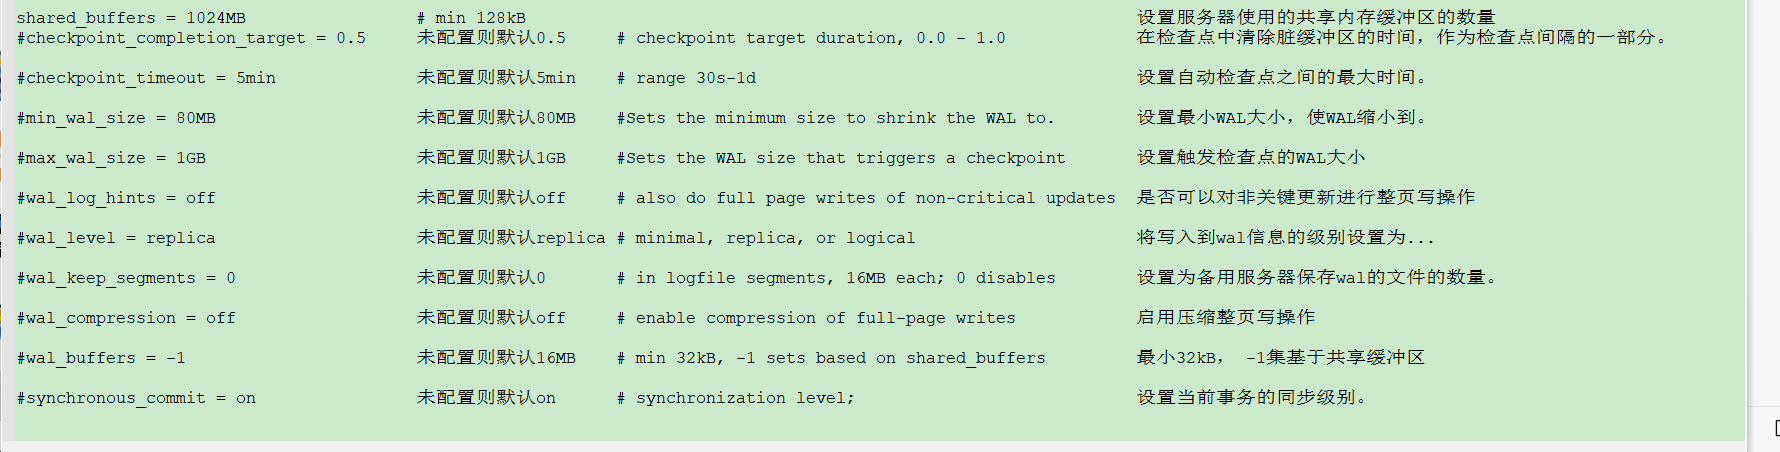 shared_buffers = 1024MB # min 128kB 设置服务器使用的共享内存缓冲区的数量
#checkpoint_completion_target = 0.5 未配置则默认0.5 # checkpoint target duration, 0.0 - 1.0 在检查点中清除脏缓冲区的时间，作为检查点间隔的一部分。
#checkpoint_timeout = 5min 未配置则默认5min # range 30s-1d 设置自动检查点之间的最大时间。
#min_wal_size = 80MB 未配置则默认80MB #Sets the minimum size to shrink the WAL to. 设置最小WAL大小，使WAL缩小到。
#max_wal_size = 1GB 未配置则默认1GB #Sets the WAL size that triggers a checkpoint 设置触发检查点的WAL大小
#wal_log_hints = off 未配置则默认off # also do full page writes of non-critical updates 是否可以对非关键更新进行整页写操作
#wal_level = replica 未配置则默认replica # minimal, replica, or logical 将写入到wal信息的级别设置为...
#wal_keep_segments = 0 未配置则默认0 # in logfile segments, 16MB each; 0 disables 设置为备用服务器保存wal的文件的数量。
#wal_compression = off 未配置则默认off # enable compression of full-page writes 启用压缩整页写操作
#wal_buffers = -1 未配置则默认16MB # min 32kB, -1 sets based on shared_buffers 最小32kB， -1集基于共享缓冲区
#synchronous_commit = on 未配置则默认on # synchronization level; 设置当前事务的同步级别。